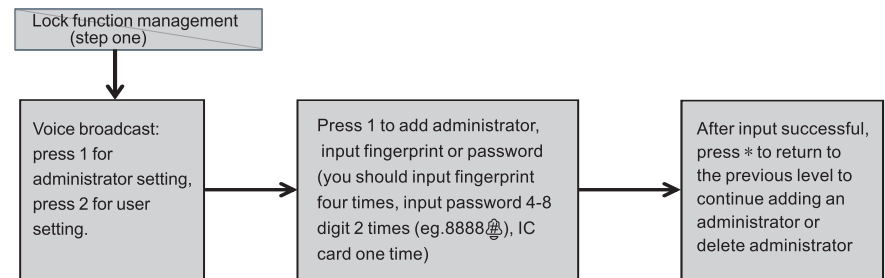 Lock function management
(step one)
Voice broadcast:
press 1 for
administrator setting,
press 2 for user
setting.
Press 1 to add administrator,
input fingerprint or password
(you should input fingerprint
four times, input password 4-8
digit 2 times (eg.8888#), IC
card one time)
After input successful,
press * to return to
the previous level to
continue adding an
administrator or
delete administrator